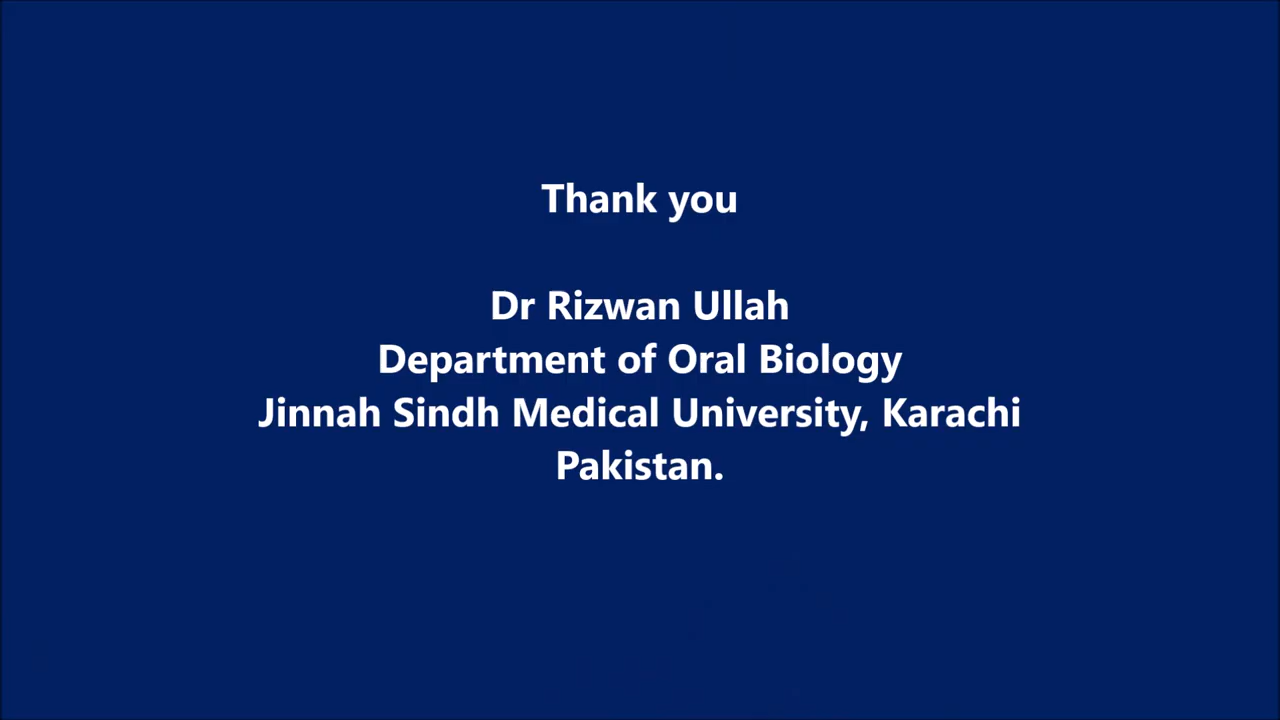 Thank you
Dr Rizwan Ullah
Department of Oral Biology
Jinnah Sindh Medical University, Karachi
Pakistan.